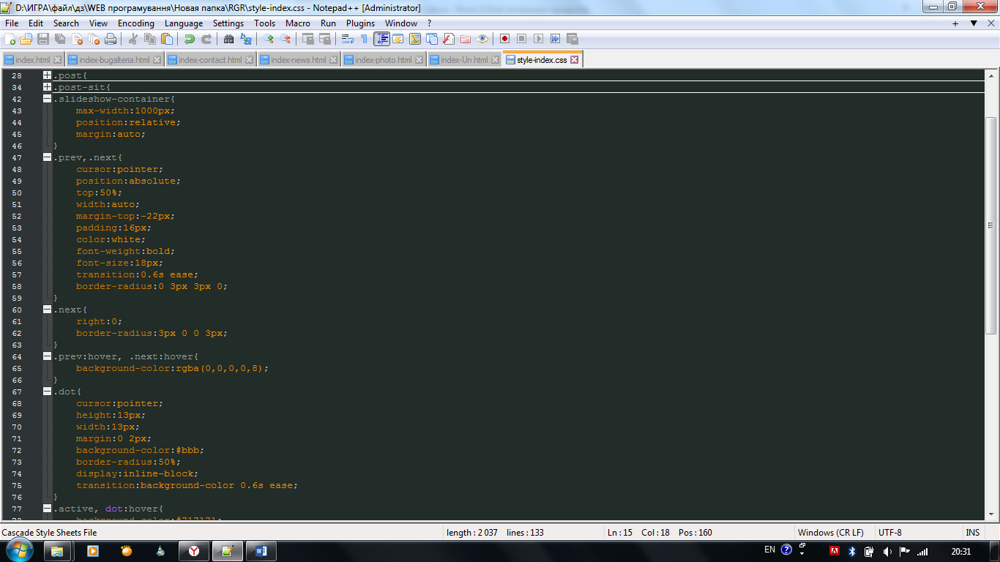 D:\ИГРА\файл\дз\WEB програмування\Новая папка\RGR\style-index.css - Notepad++ [Administrator]
File Edit Search View Encoding Language Settings Tools Macro Run Plugins Window ? + ▼ X
index.html index-bugalteria.html index-contact.html index-news.html index-photo.html index-Un.html style-index.css
28 .post{
34 .post-sit{
42 .slideshow-container{
43 max-width:1000px;
44 position:relative;
45 margin:auto;
46 }
47 .prev,.next{
48 cursor:pointer;
49 position:absolute;
50 top:50%;
51 width:auto;
52 margin-top:-22px;
53 padding:16px;
54 color:white;
55 font-weight:bold;
56 font-size:18px;
57 transition:0.6s ease;
58 border-radius:0 3px 3px 0;
59 }
60 .next{
61 right:0;
62 border-radius:3px 0 0 3px;
63 }
64 .prev:hover, .next:hover{
65 background-color:rgba(0,0,0,0,8);
66 }
67 .dot{
68 cursor:pointer;
69 height:13px;
70 width:13px;
71 margin:0 2px;
72 background-color:#bbb;
73 border-radius:50%;
74 display:inline-block;
75 transition:background-color 0.6s ease;
76 }
77 .active, dot:hover{
78 background-color:#717171;
Cascade Style Sheets File length : 2 037 lines : 133 Ln : 15 Col : 18 Pos : 160 Windows (CR LF) UTF-8 INS
EN 20:31